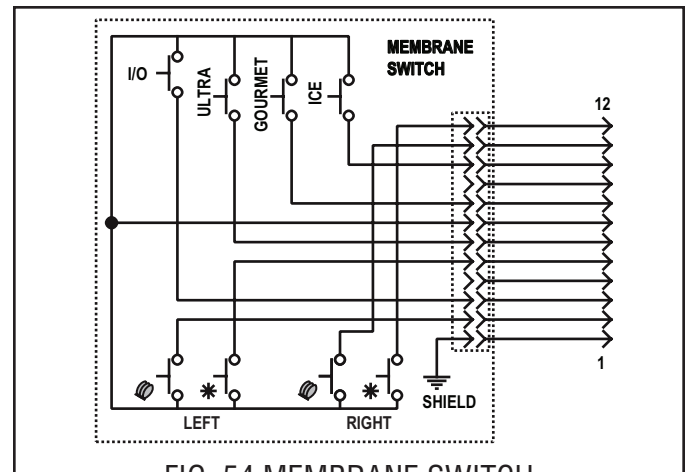 MEMBRANE
SWITCH
I/O
ULTRA
GOURMET
ICE
12
1
SHIELD
LEFT
RIGHT
FIG. 54 MEMBRANE SWITCH